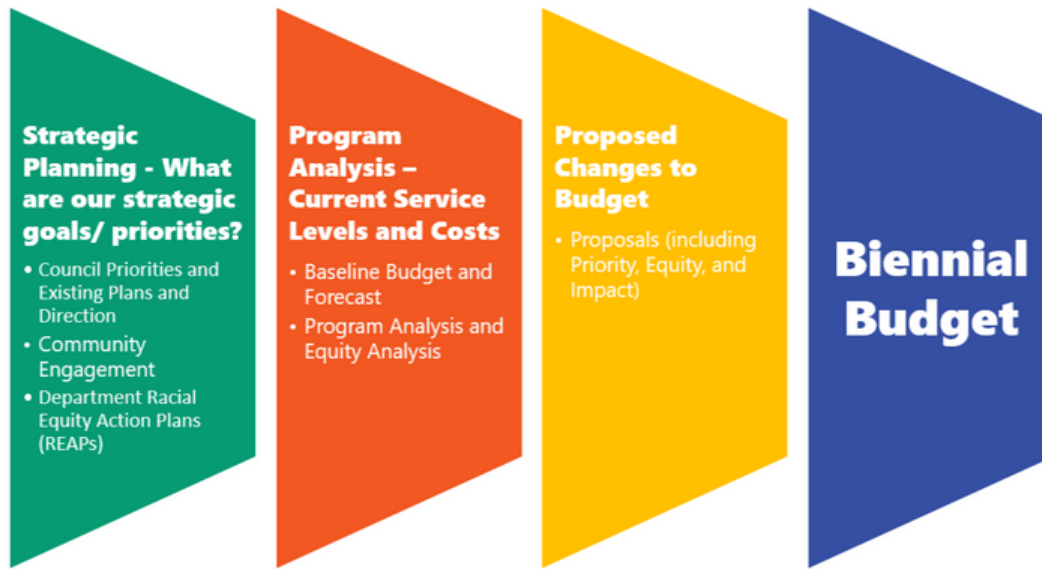 Strategic
Planning - What
are our strategic
goals/ priorities?
• Council Priorities and
Existing Plans and
Direction
• Community
Engagement
• Department Racial
Equity Action Plans
(REAPs)
Program
Analysis –
Current Service
Levels and Costs
• Baseline Budget and
Forecast
• Program Analysis and
Equity Analysis
Proposed
Changes to
Budget
• Proposals (including
Priority, Equity, and
Impact)
Biennial
Budget